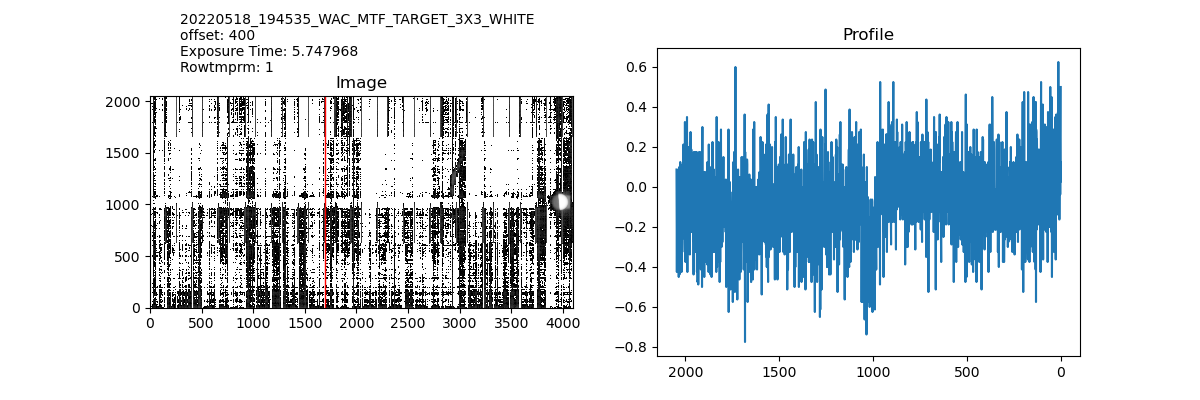 20220518_194535_WAC_MTF_TARGET_3X3_WHITE
offset: 400
Exposure Time: 5.747968
Rowtmprm: 1
Image
2000
1500
1000
500
0
0 500 1000 1500 2000 2500 3000 3500 4000
Profile
0.6
0.4
0.2
0.0
−0.2
−0.4
−0.6
−0.8
2000 1500 1000 500 0